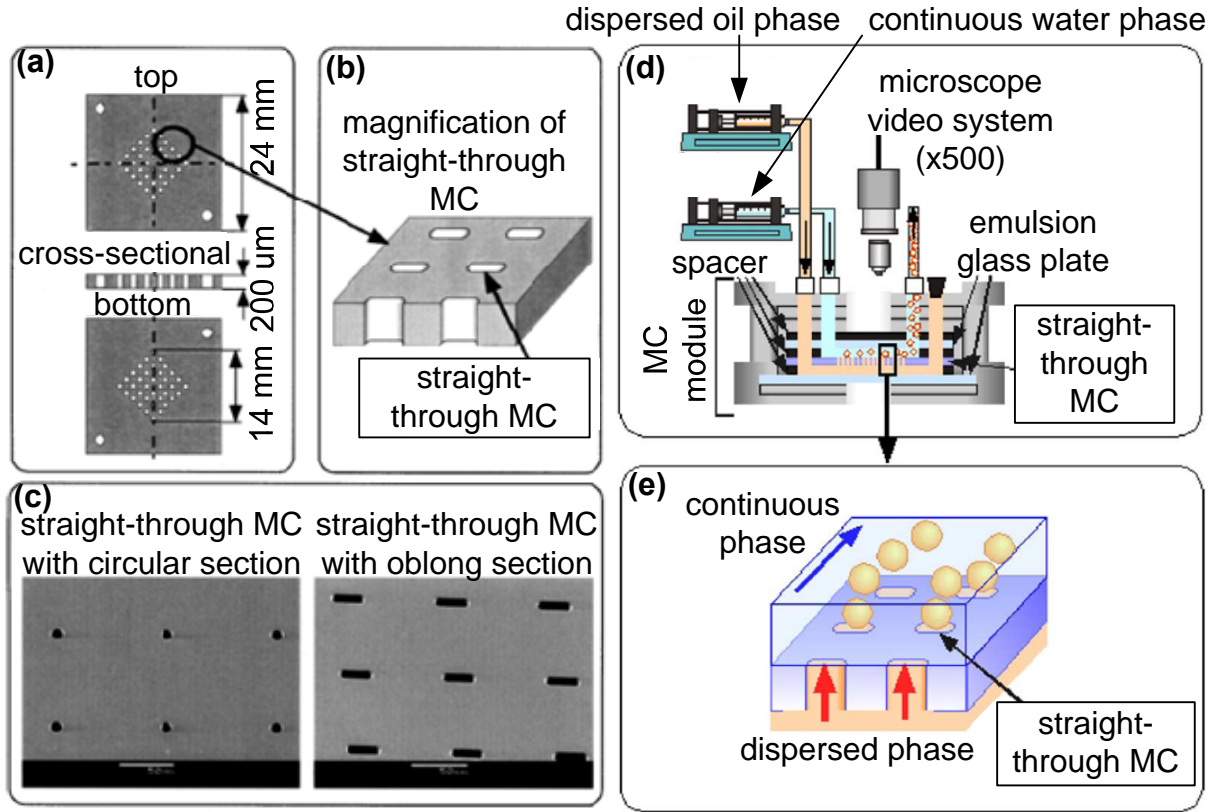 dispersed oil phase
continuous water phase
(a)
top
24 mm
cross-sectional
200 um
bottom
14 mm
(b)
magnification of
straight-through
MC
straight-
through MC
(c)
straight-through MC
with circular section
straight-through MC
with oblong section
(d)
microscope
video system
(x500)
emulsion
glass plate
spacer
MC
module
straight-
through
MC
(e)
continuous
phase
dispersed phase
straight-
through MC